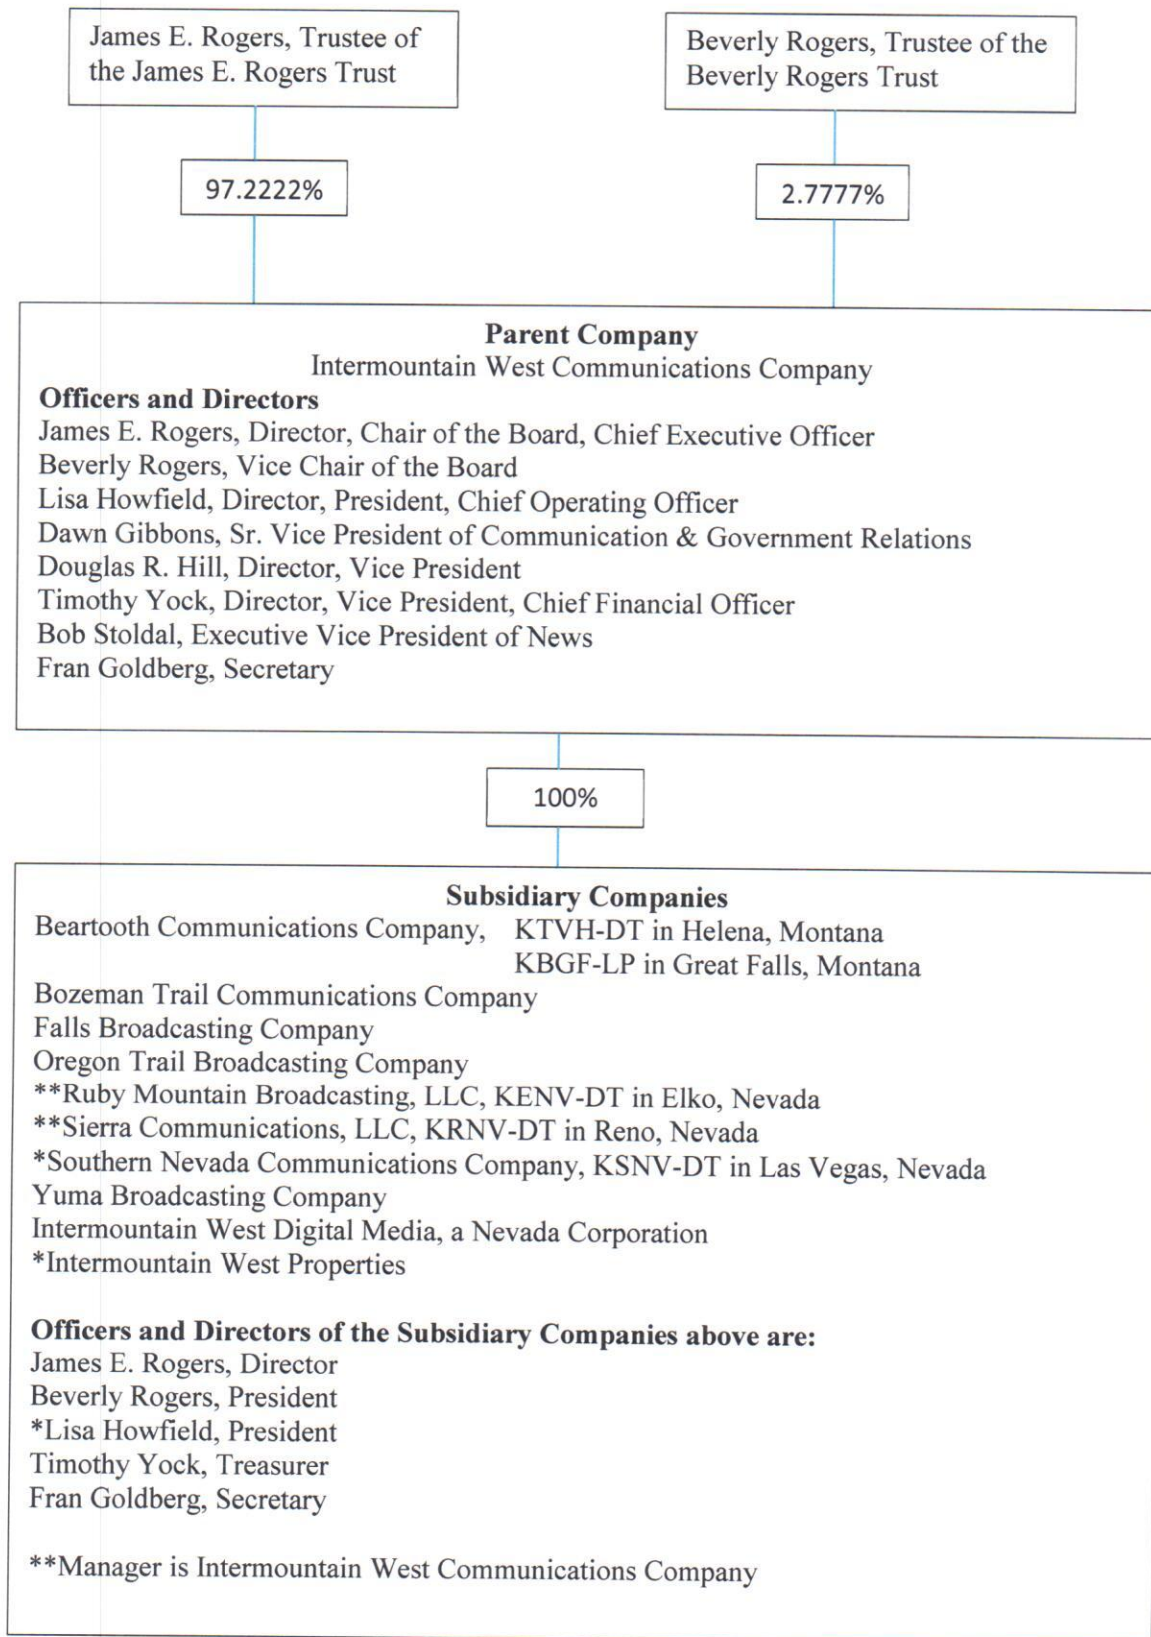 James E. Rogers, Trustee of
the James E. Rogers Trust
Beverly Rogers, Trustee of the
Beverly Rogers Trust
97.2222%
2.7777%
Parent Company
Intermountain West Communications Company
Officers and Directors
James E. Rogers, Director, Chair of the Board, Chief Executive Officer
Beverly Rogers, Vice Chair of the Board
Lisa Howfield, Director, President, Chief Operating Officer
Dawn Gibbons, Sr. Vice President of Communication & Government Relations
Douglas R. Hill, Director, Vice President
Timothy Yock, Director, Vice President, Chief Financial Officer
Bob Stoldal, Executive Vice President of News
Fran Goldberg, Secretary
100%
Subsidiary Companies
Beartooth Communications Company, KTVH-DT in Helena, Montana
KBGF-LP in Great Falls, Montana
Bozeman Trail Communications Company
Falls Broadcasting Company
Oregon Trail Broadcasting Company
**Ruby Mountain Broadcasting, LLC, KENV-DT in Elko, Nevada
**Sierra Communications, LLC, KRNV-DT in Reno, Nevada
*Southern Nevada Communications Company, KSNV-DT in Las Vegas, Nevada
Yuma Broadcasting Company
Intermountain West Digital Media, a Nevada Corporation
*Intermountain West Properties
Officers and Directors of the Subsidiary Companies above are:
James E. Rogers, Director
Beverly Rogers, President
*Lisa Howfield, President
Timothy Yock, Treasurer
Fran Goldberg, Secretary
**Manager is Intermountain West Communications Company